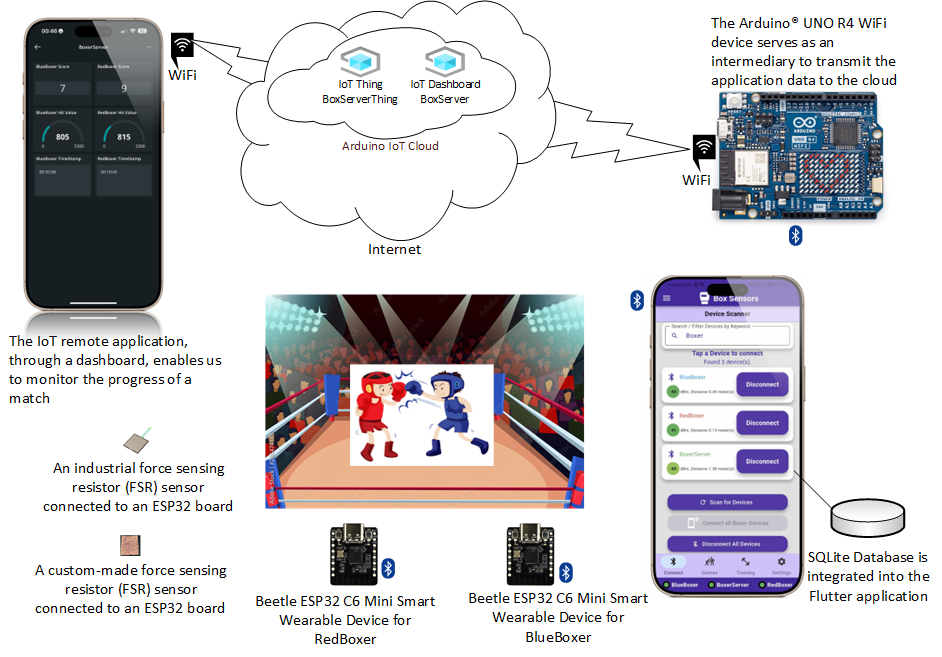 00:46
BoxerServer
BlueBoxer Score
RedBoxer Score
7
9
BlueBoxer Hit Value
RedBoxer Hit Value
805
815
BlueBoxer TimeStamp
RedBoxer TimeStamp
WiFi
IoT Thing
BoxServerThing
IoT Dashboard
BoxServer
Arduino IoT Cloud
Internet
The Arduino® UNO R4 WiFi
device serves as an
intermediary to transmit the
application data to the cloud
WiFi
ARDUINO
UNO R4
WIFI
The IoT remote application,
through a dashboard, enables us
to monitor the progress of a
match
An industrial force sensing
resistor (FSR) sensor
connected to an ESP32 board
A custom-made force sensing
resistor (FSR) sensor
connected to an ESP32 board
Adobe Stock
Beetle ESP32 C6 Mini Smart
Wearable Device for
RedBoxer
Beetle ESP32 C6 Mini Smart
Wearable Device for
BlueBoxer
Box Sensors
Device Scanner
Search / Filter Devices by Keyword
Boxer
Tap a Device to connect
Found 3 device(s).
BlueBoxer
Disconnect
RedBoxer
Disconnect
BoxerServer
Disconnect
Scan for Devices
Connect all Boxer Devices
Disconnect All Devices
Connect
Games
Training
Settings
BlueBoxer
BoxerServer
RedBoxer
SQLite Database is
integrated into the
Flutter application